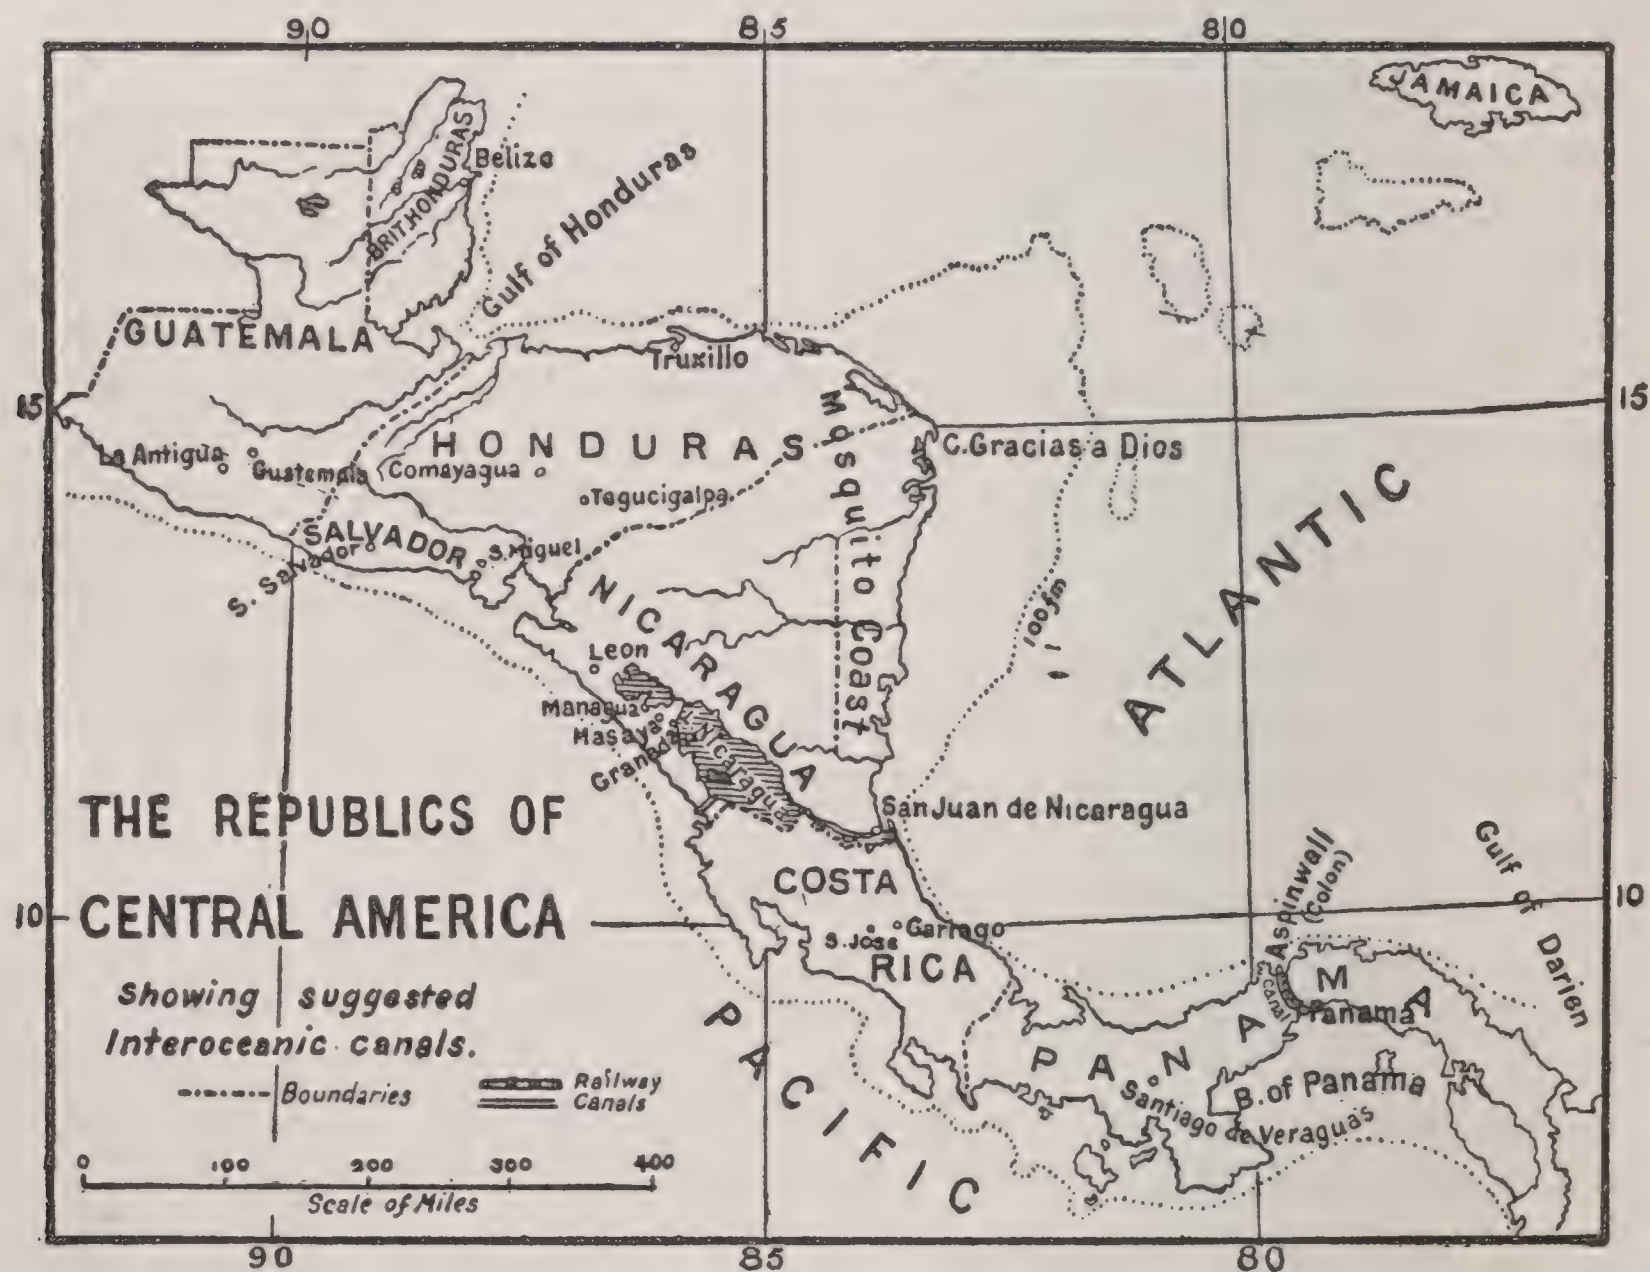 90 85 80
JAMAICA
BRIT. HONDURAS
Belize
Gulf of Honduras
GUATEMALA
Truxillo
15 15
HONDURAS
Mosquito Coast
C. Gracias a Dios
La Antigua
Guatemala
Comayagua
Tegucigalpa
SALVADOR
S. Salvador
S. Miguel
ATLANTIC
NICARAGUA
100fm
Leon
Managua
Masaya
Granada
Nicaragua
San Juan de Nicaragua
THE REPUBLICS OF
CENTRAL AMERICA
Showing suggested
Interoceanic canals.
Boundaries
Railway
Canals
0 100 200 300 400
Scale of Miles
COSTA
RICA
S. José
Carrago
10 10
Aspinwall
(Colon)
Gulf of Darien
Canal
PANAMA
Panama
B. of Panama
Santiago de Veraguas
PACIFIC
90 85 80